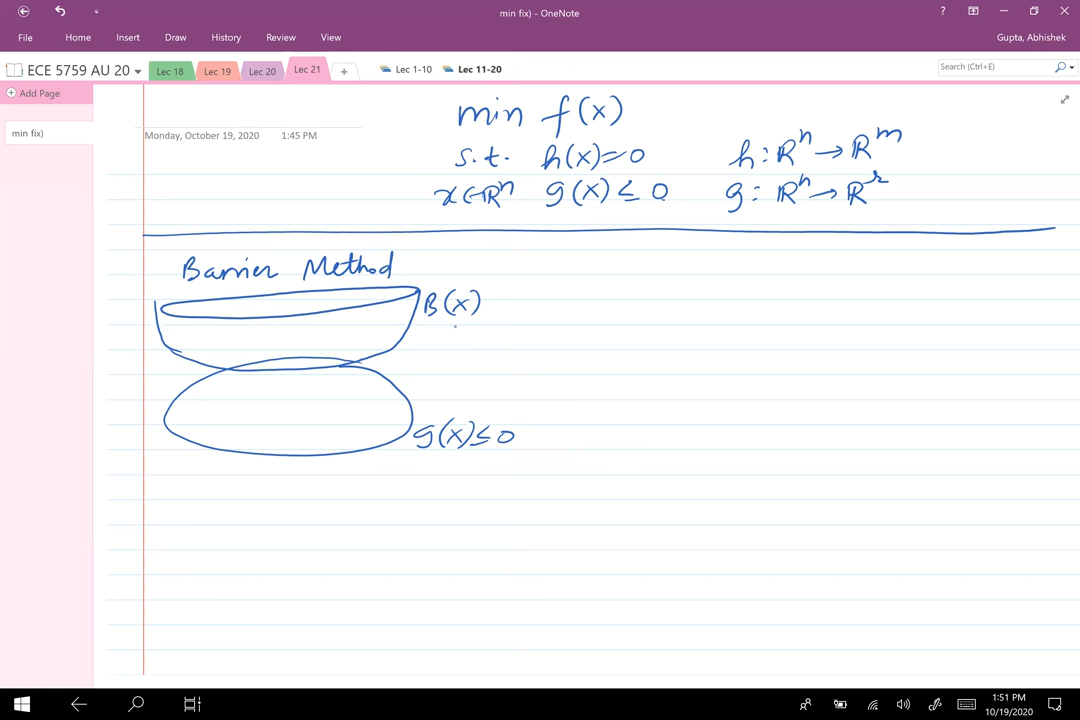 min fix) - OneNote
?
File Home Insert Draw History Review View
Gupta, Abhishek
ECE 5759 AU 20
Lec 18
Lec 19
Lec 20
Lec 21
+
Lec 1-10
Lec 11-20
Search (Ctrl+E)
Add Page
min fix)
Monday, October 19, 2020 1:45 PM
min f(x)
s.t. h(x)=0 h: ℝⁿ → ℝᵐ
x∈ℝⁿ g(x) ≤ 0 g: ℝⁿ → ℝʳ
Barrier Method
B(x)
g(x) ≤ 0
1:51 PM
10/19/2020